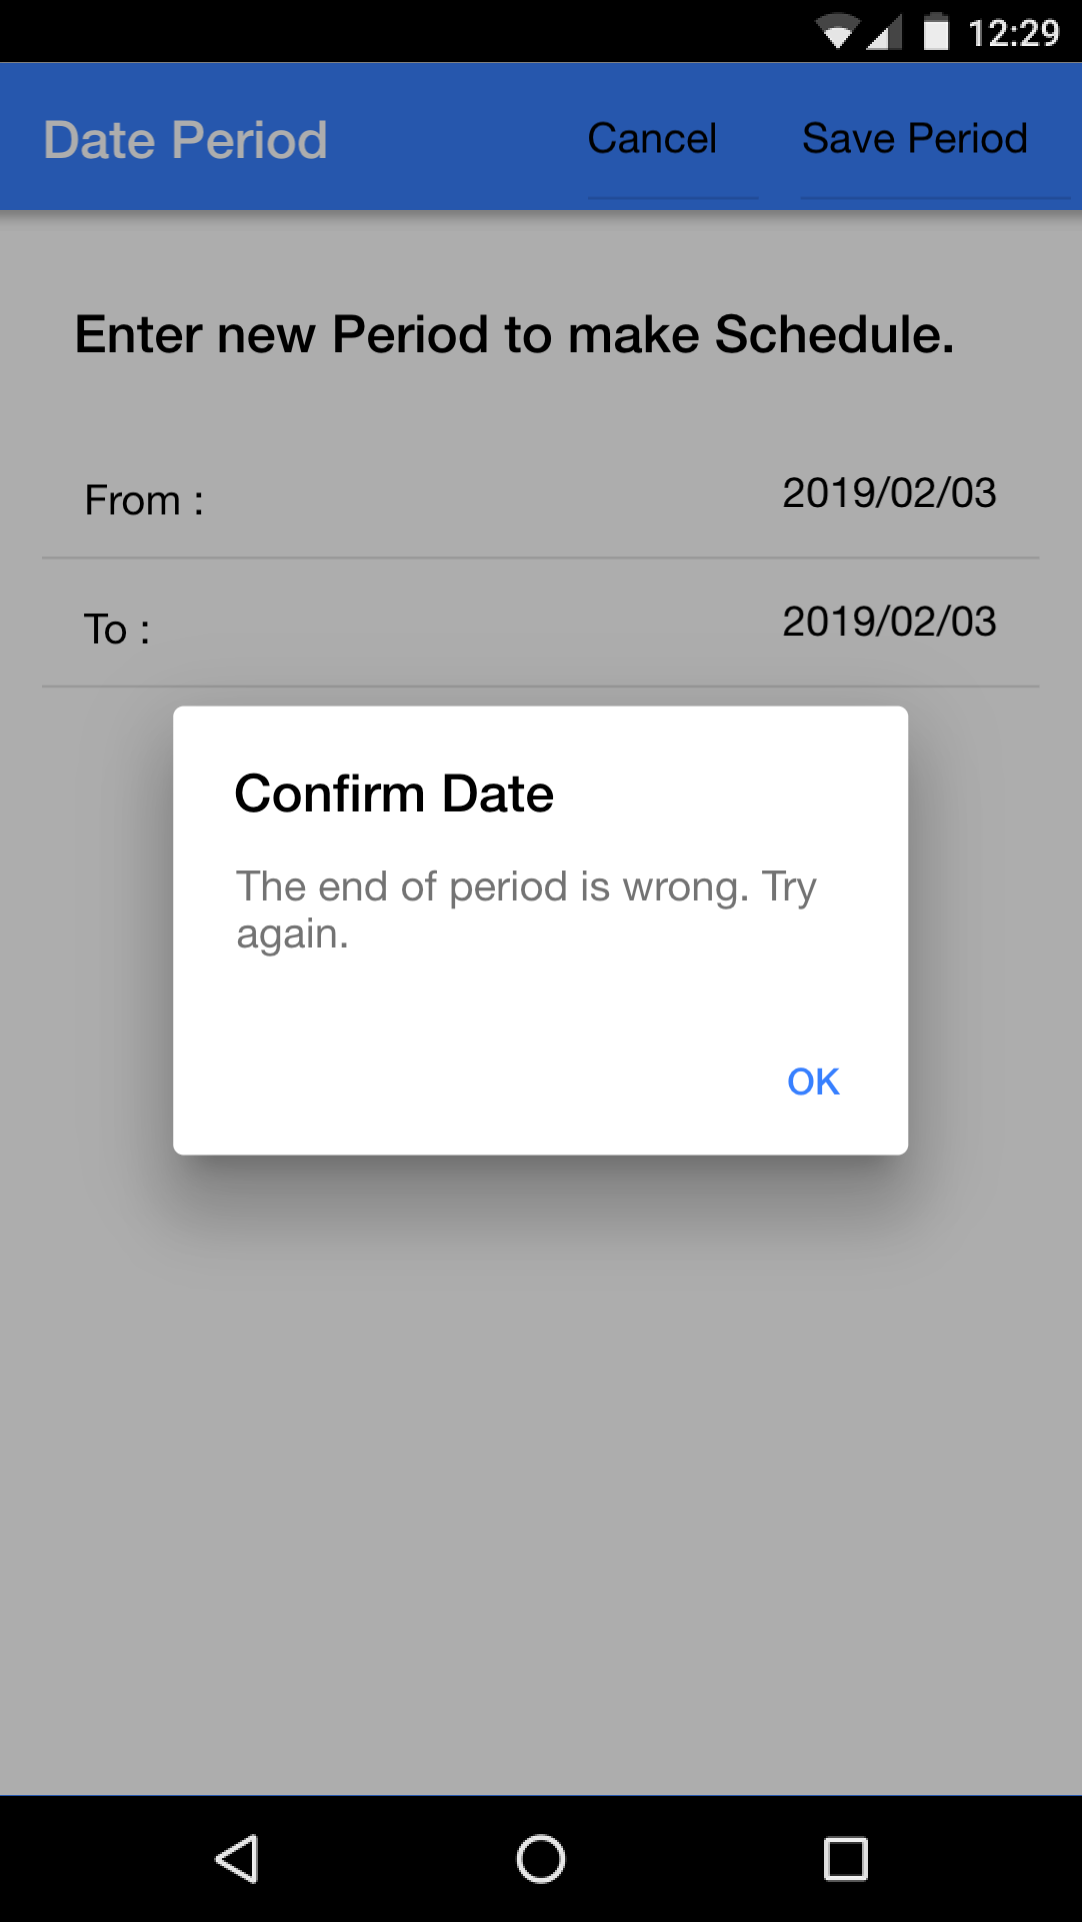 12:29
Date Period
Cancel
Save Period
Enter new Period to make Schedule.
From :
2019/02/03
To :
2019/02/03
Confirm Date
The end of period is wrong. Try
again.
OK